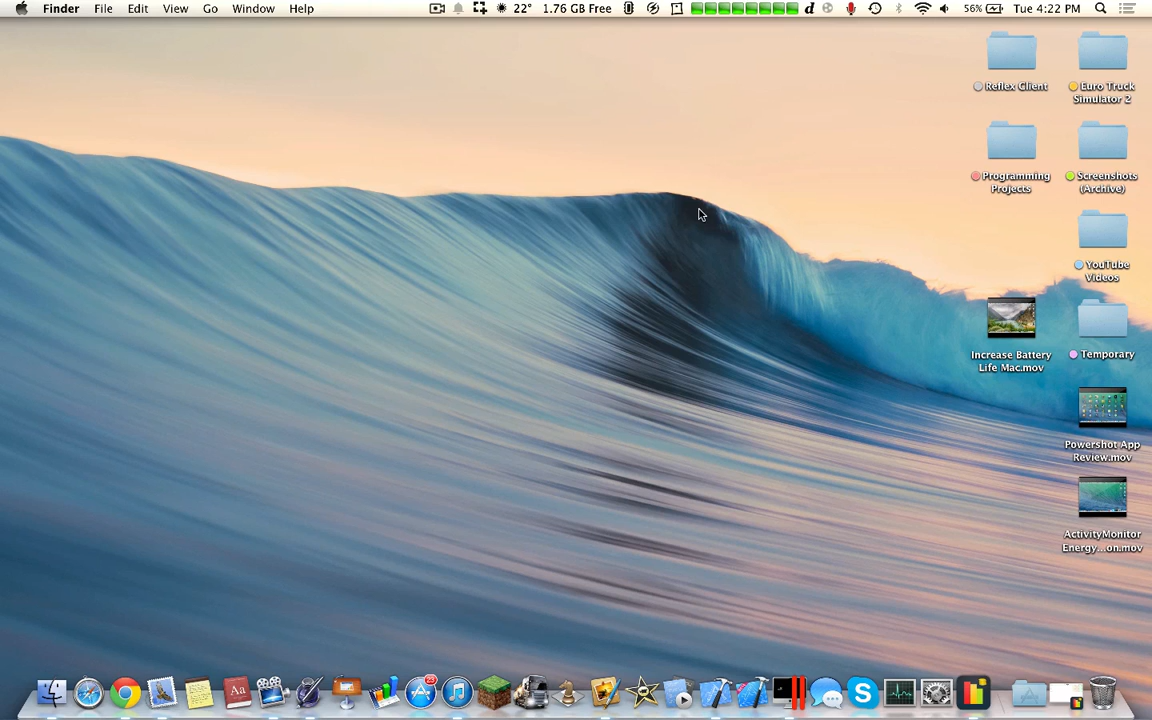 Finder File Edit View Go Window Help 22° 1.76 GB Free d 56% Tue 4:22 PM
Reflex Client
Euro Truck
Simulator 2
Programming
Projects
Screenshots
(Archive)
YouTube
Videos
Increase Battery
Life Mac.mov
Temporary
Powershot App
Review.mov
ActivityMonitor
Energy...on.mov
Aa
23
S